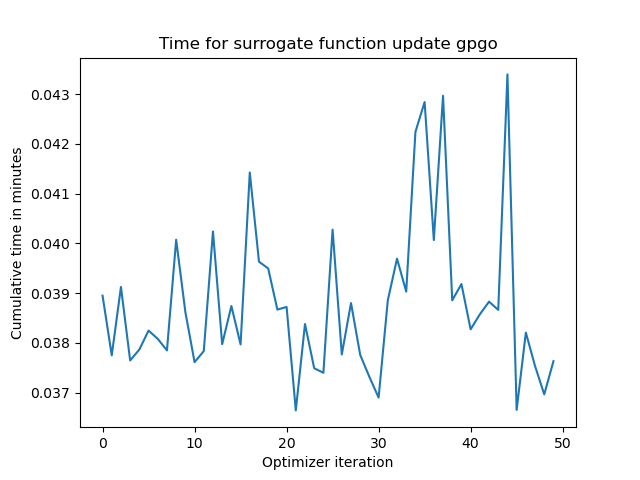 Time for surrogate function update gpgo
Cumulative time in minutes
0.043
0.042
0.041
0.040
0.039
0.038
0.037
0 10 20 30 40 50
Optimizer iteration